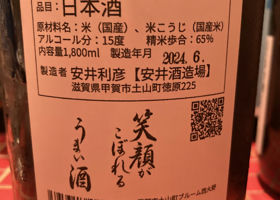 品目：日本酒
原材料名：米（国産）、米こうじ（国産米）
アルコール分：15度　精米歩合：65%
内容量1,800ml　製造年月　2024. 6.
製造者 安井利彦【安井酒造場】
滋賀県甲賀市土山町徳原225
笑顔が
こぼれる
うまい酒